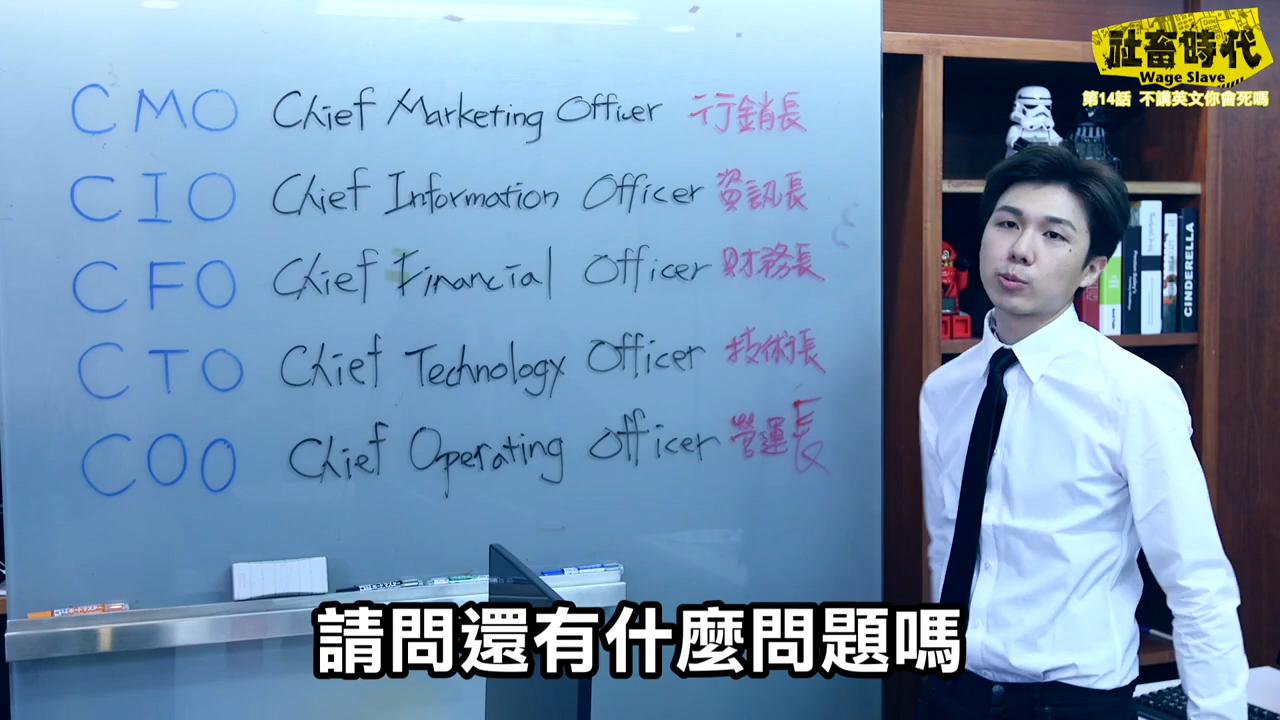 社畜時代
Wage Slave
第14話 不講英文你會死嗎
CMO Chief Marketing Officer 行銷長
CIO Chief Information Officer 資訊長
CFO Chief Financial Officer 財務長
CTO Chief Technology Officer 技術長
COO Chief Operating Officer 營運長
CINDERELLA
請問還有什麼問題嗎